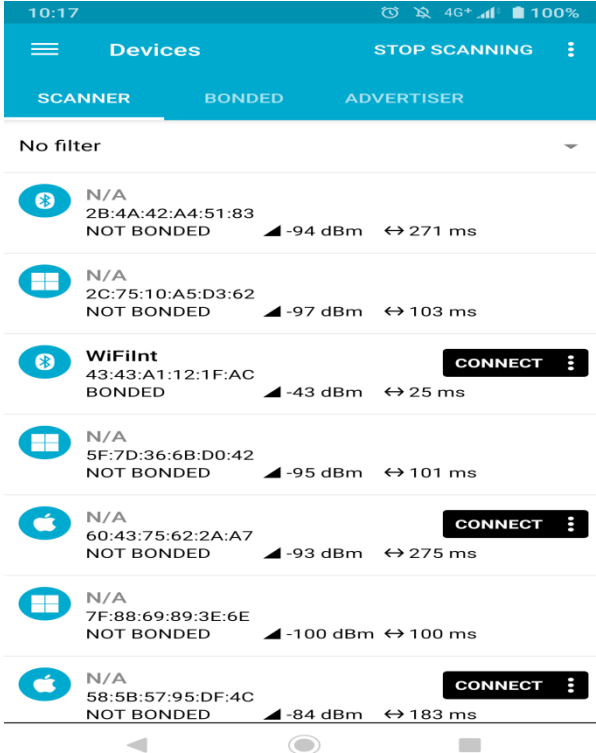 10:17 4G+ 100%
Devices STOP SCANNING
SCANNER BONDED ADVERTISER
No filter
N/A
2B:4A:42:A4:51:83
NOT BONDED -94 dBm ↔ 271 ms
N/A
2C:75:10:A5:D3:62
NOT BONDED -97 dBm ↔ 103 ms
WiFiInt
CONNECT
43:43:A1:12:1F:AC
BONDED -43 dBm ↔ 25 ms
N/A
5F:7D:36:6B:D0:42
NOT BONDED -95 dBm ↔ 101 ms
N/A
CONNECT
60:43:75:62:2A:A7
NOT BONDED -93 dBm ↔ 275 ms
N/A
7F:88:69:89:3E:6E
NOT BONDED -100 dBm ↔ 100 ms
N/A
CONNECT
58:5B:57:95:DF:4C
NOT BONDED -84 dBm ↔ 183 ms